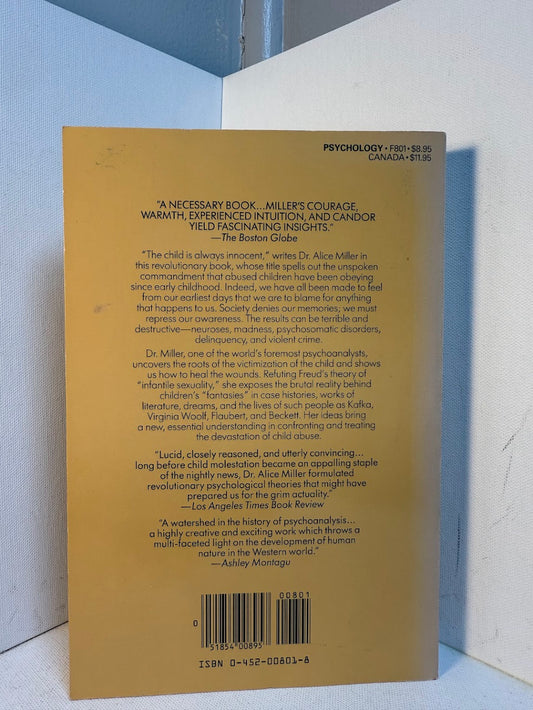 PSYCHOLOGY • F801 • $8.95
CANADA • $11.95
"A NECESSARY BOOK...MILLER'S COURAGE,
WARMTH, EXPERIENCED INTUITION, AND CANDOR
YIELD FASCINATING INSIGHTS."
—The Boston Globe
"The child is always innocent," writes Dr. Alice Miller in
this revolutionary book, whose title spells out the unspoken
commandment that abused children have been obeying
since early childhood. Indeed, we have all been made to feel
from our earliest days that we are to blame for anything
that happens to us. Society denies our memories; we must
repress our awareness. The results can be terrible and
destructive—neuroses, madness, psychosomatic disorders,
delinquency, and violent crime.
Dr. Miller, one of the world's foremost psychoanalysts,
uncovers the roots of the victimization of the child and shows
us how to heal the wounds. Refuting Freud's theory of
"infantile sexuality," she exposes the brutal reality behind
children's "fantasies" in case histories, works of
literature, dreams, and the lives of such people as Kafka,
Virginia Woolf, Flaubert, and Beckett. Her ideas bring
a new, essential understanding in confronting and treating
the devastation of child abuse.
"Lucid, closely reasoned, and utterly convincing...
long before child molestation became an appalling staple
of the nightly news, Dr. Alice Miller formulated
revolutionary psychological theories that might have
prepared us for the grim actuality."
—Los Angeles Times Book Review
"A watershed in the history of psychoanalysis...
a highly creative and exciting work which throws a
multi-faceted light on the development of human
nature in the Western world."
—Ashley Montagu
00801
0
51854 00895
ISBN 0-452-00801-8